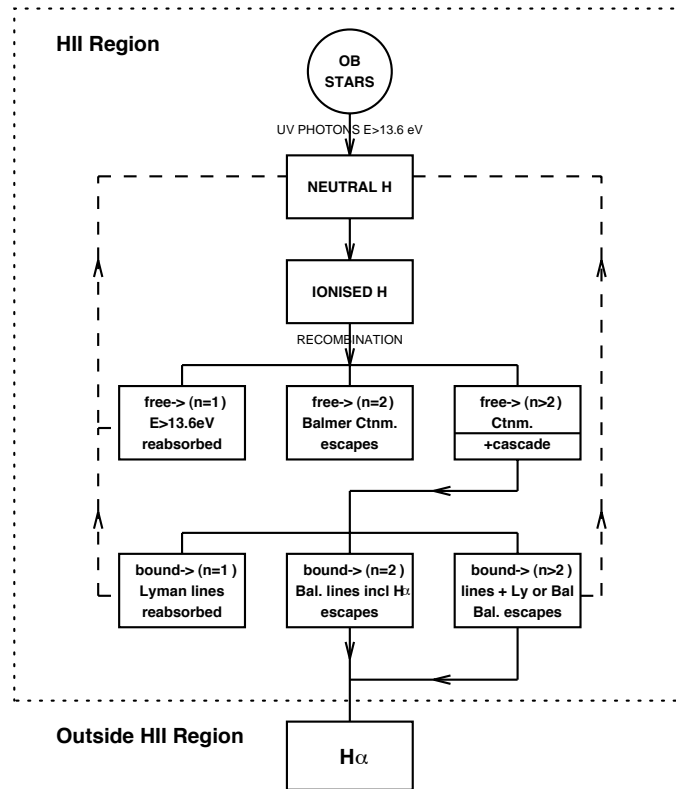 HII Region
OB
STARS
UV PHOTONS E>13.6 eV
NEUTRAL H
IONISED H
RECOMBINATION
free-> (n=1)
E>13.6eV
reabsorbed
free-> (n=2)
Balmer Ctnm.
escapes
free-> (n>2)
Ctnm.
+cascade
bound-> (n=1 )
Lyman lines
reabsorbed
bound-> (n=2)
Bal. lines incl Hα
escapes
bound-> (n>2)
lines + Ly or Bal
Bal. escapes
Outside HII Region
Hα